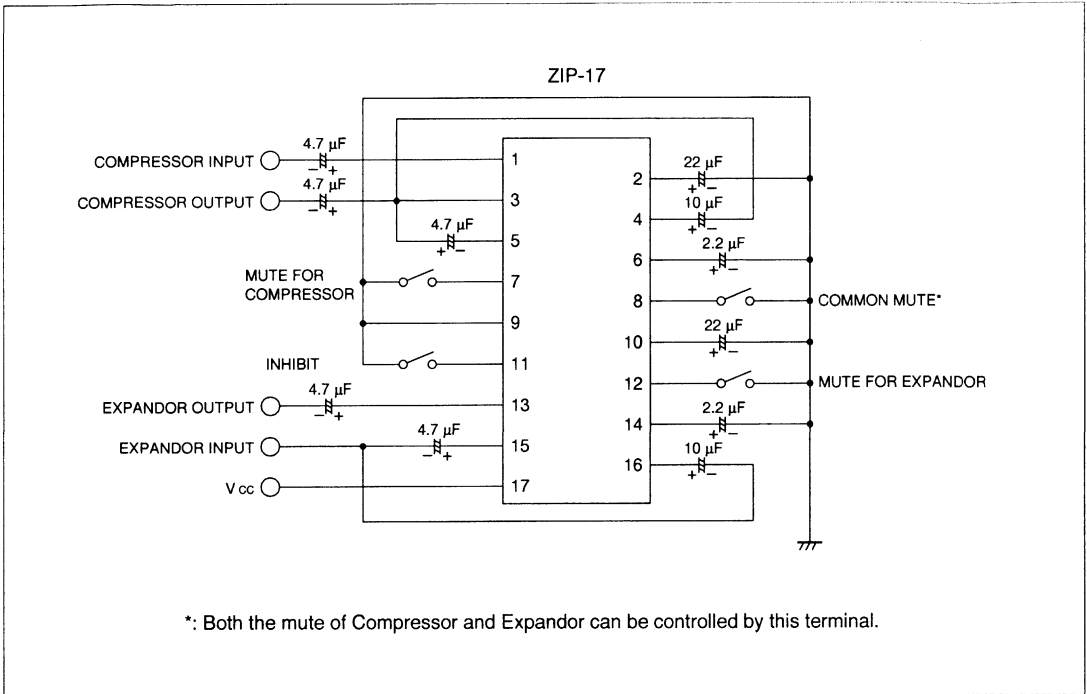 ZIP-17
4.7 µF
COMPRESSOR INPUT
– +
1
22 µF
2
+ –
4.7 µF
COMPRESSOR OUTPUT
– +
3
10 µF
4
+ –
4.7 µF
5
+ –
2.2 µF
6
+ –
MUTE FOR
COMPRESSOR
7
8
COMMON MUTE*
9
22 µF
10
+ –
INHIBIT
11
12
MUTE FOR EXPANDOR
4.7 µF
EXPANDOR OUTPUT
– +
13
2.2 µF
14
+ –
4.7 µF
EXPANDOR INPUT
– +
15
10 µF
16
+ –
Vcc
17
*: Both the mute of Compressor and Expandor can be controlled by this terminal.